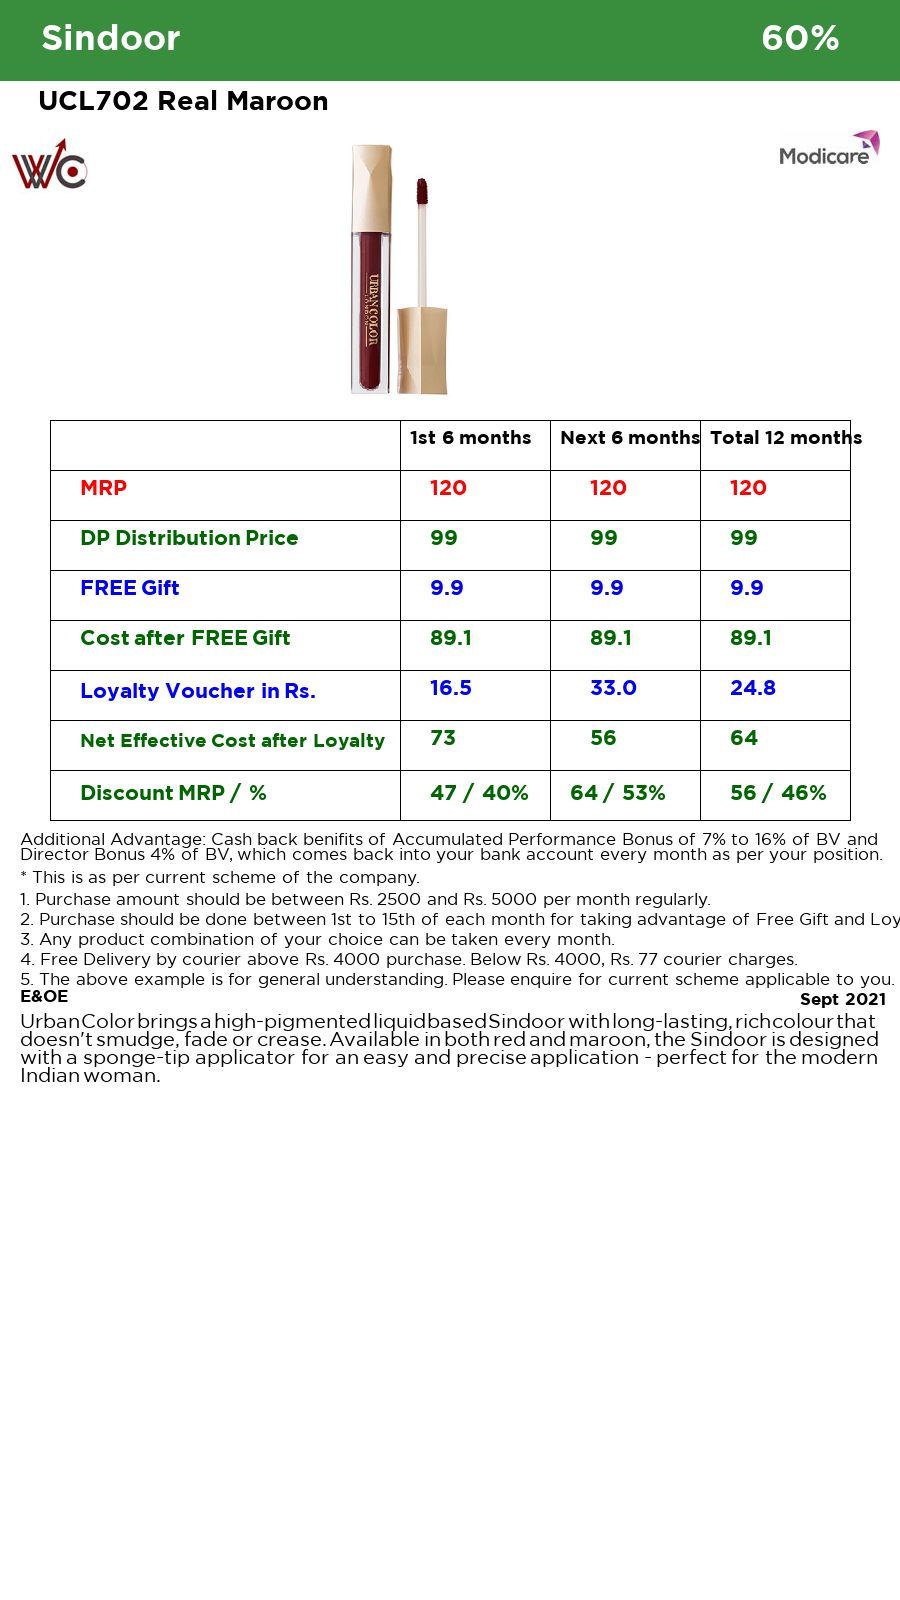 Sindoor 60%
UCL702 Real Maroon
WC
Modicare
URBAN COLOR
LONDON
1st 6 months Next 6 months Total 12 months
MRP 120 120 120
DP Distribution Price 99 99 99
FREE Gift 9.9 9.9 9.9
Cost after FREE Gift 89.1 89.1 89.1
Loyalty Voucher in Rs. 16.5 33.0 24.8
Net Effective Cost after Loyalty 73 56 64
Discount MRP / % 47 / 40% 64 / 53% 56 / 46%
Additional Advantage: Cash back benifits of Accumulated Performance Bonus of 7% to 16% of BV and
Director Bonus 4% of BV, which comes back into your bank account every month as per your position.
* This is as per current scheme of the company.
1. Purchase amount should be between Rs. 2500 and Rs. 5000 per month regularly.
2. Purchase should be done between 1st to 15th of each month for taking advantage of Free Gift and Loy
3. Any product combination of your choice can be taken every month.
4. Free Delivery by courier above Rs. 4000 purchase. Below Rs. 4000, Rs. 77 courier charges.
5. The above example is for general understanding. Please enquire for current scheme applicable to you.
E&OE Sept 2021
Urban Color brings a high-pigmented liquid based Sindoor with long-lasting, rich colour that
doesn't smudge, fade or crease. Available in both red and maroon, the Sindoor is designed
with a sponge-tip applicator for an easy and precise application - perfect for the modern
Indian woman.